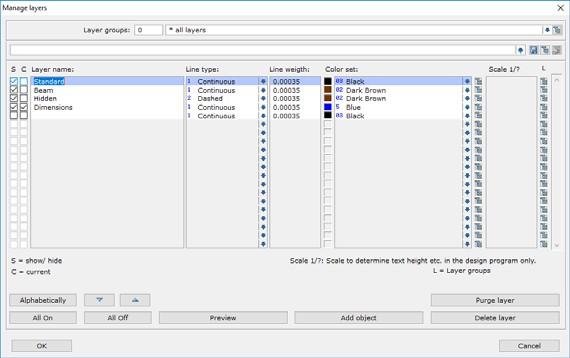 Manage layers
Layer groups: 0 * all layers
S C Layer name: Line type: Line weigth: Color set: Scale 1/? L
Standard 1 Continuous 0.00035 03 Black
Beam 1 Continuous 0.00035 02 Dark Brown
Hidden 2 Dashed 0.00035 02 Dark Brown
Dimensions 1 Continuous 0.00035 5 Blue
1 Continuous 0.00035 03 Black
S = show/ hide Scale 1/?: Scale to determine text height etc. in the design program only.
C = current L = Layer groups
Alphabetically Purge layer
All On All Off Preview Add object Delete layer
OK Cancel